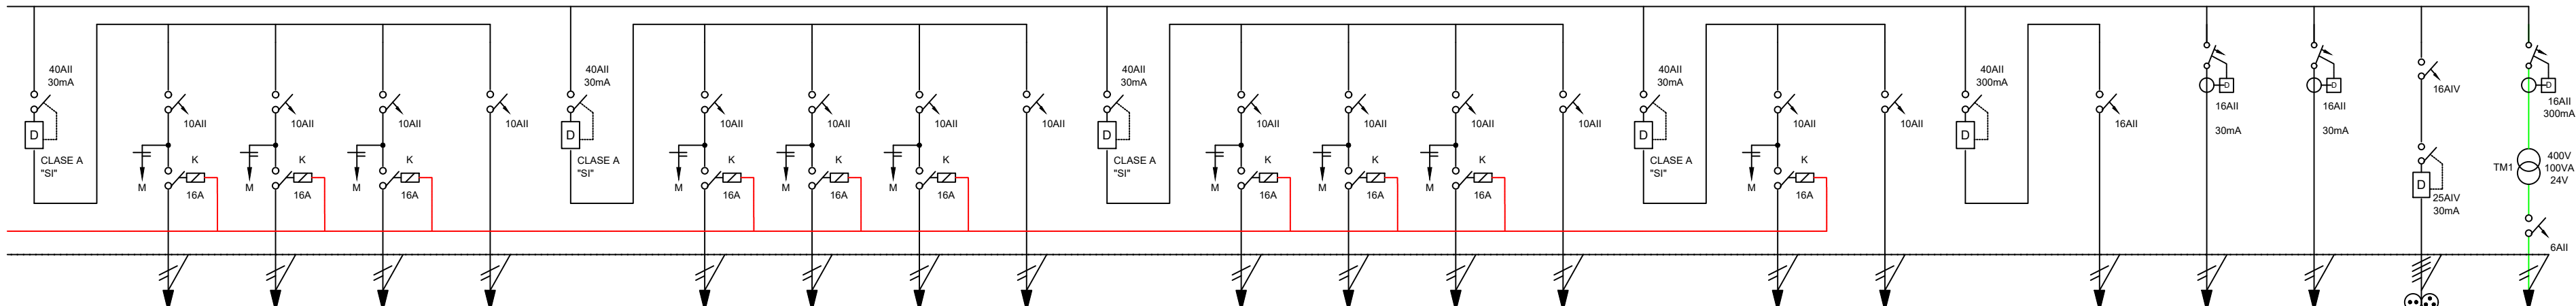 40AII
30mA
D
CLASE A
"SI"
10AII
K
M
16A
10AII
K
M
16A
10AII
K
M
16A
10AII
40AII
30mA
D
CLASE A
"SI"
10AII
K
M
16A
10AII
K
M
16A
10AII
K
M
16A
10AII
40AII
30mA
D
CLASE A
"SI"
10AII
K
M
16A
10AII
K
M
16A
10AII
K
M
16A
10AII
40AII
30mA
D
CLASE A
"SI"
10AII
K
M
16A
10AII
40AII
300mA
D
16AII
D
16AII
30mA
D
16AII
30mA
16AIV
D
25AIV
30mA
D
16AII
300mA
TM1
400V
100VA
24V
6AII